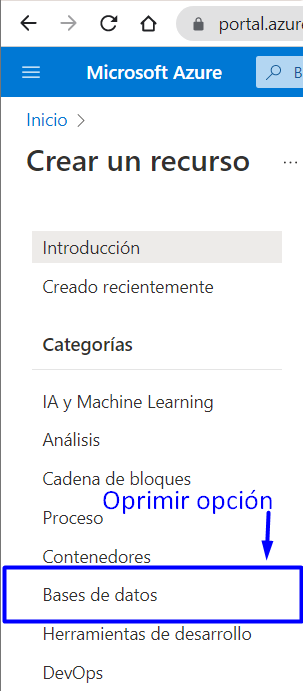 portal.azur
Microsoft Azure
B
Inicio >
Crear un recurso ...
Introducción
Creado recientemente
Categorías
IA y Machine Learning
Análisis
Cadena de bloques
Oprimir opción
Proceso
Contenedores
Bases de datos
Herramientas de desarrollo
DevOps